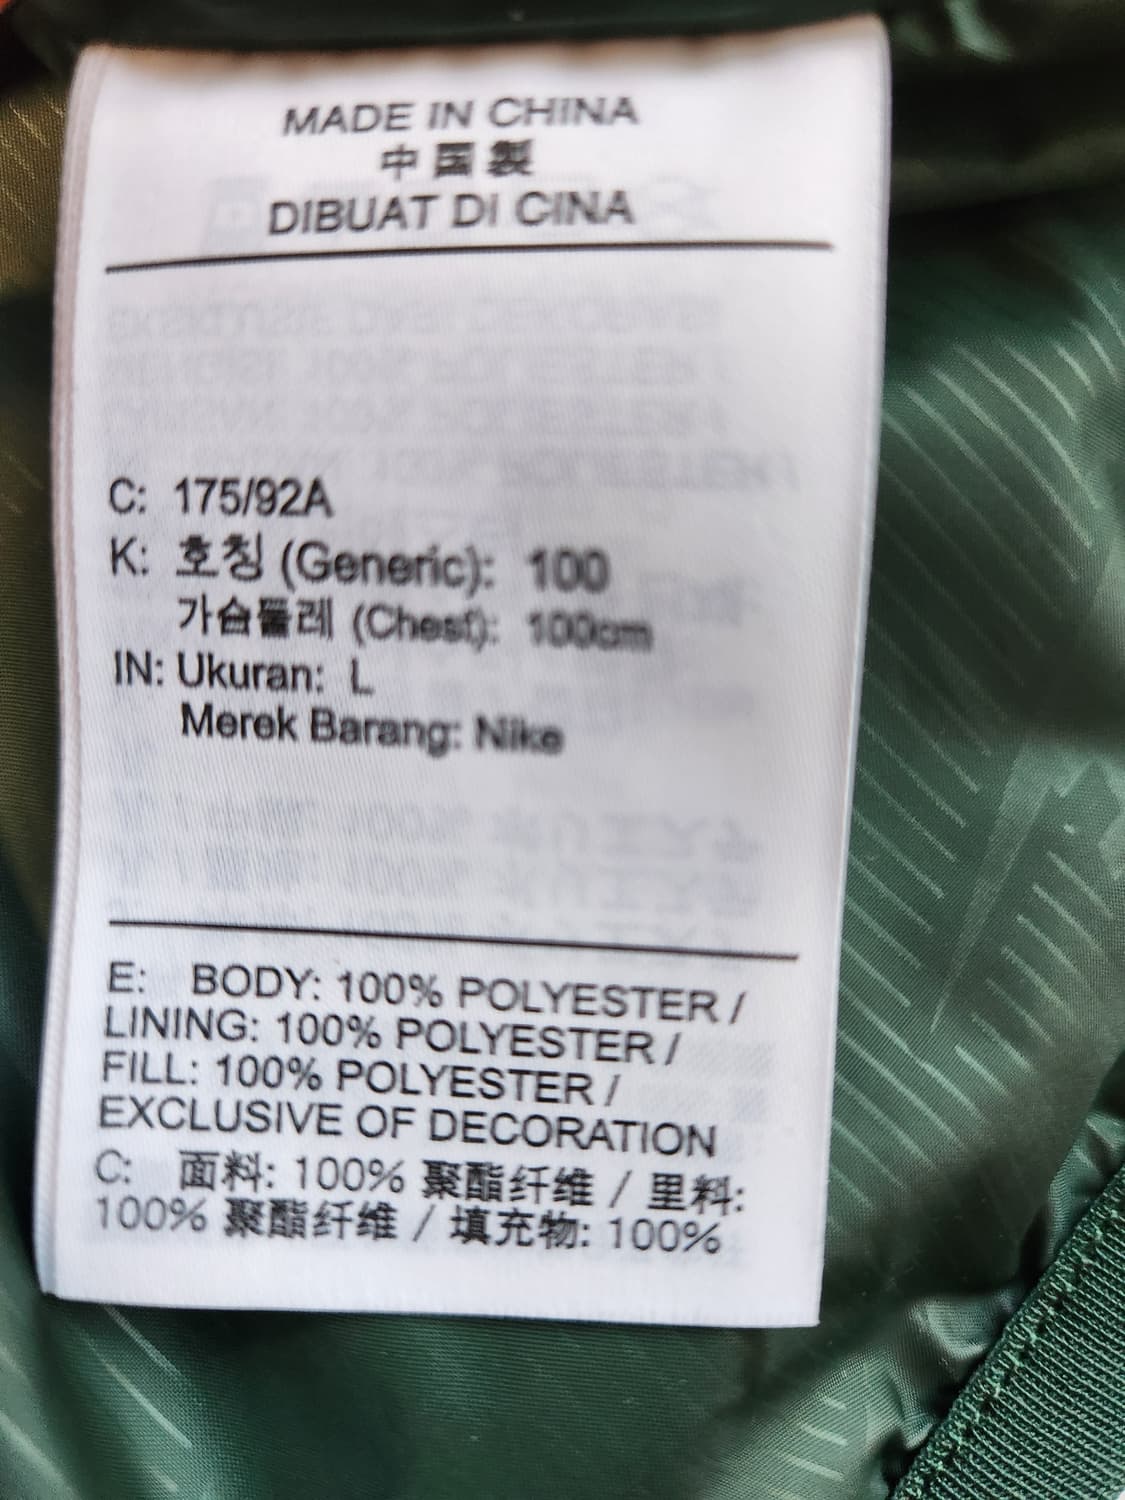 MADE IN CHINA
中国製
DIBUAT DI CINA
C: 175/92A
K: 호칭 (Generic): 100
가슴둘레 (Chest): 100cm
IN: Ukuran: L
Merek Barang: Nike
E: BODY: 100% POLYESTER /
LINING: 100% POLYESTER /
FILL: 100% POLYESTER /
EXCLUSIVE OF DECORATION
C: 面料: 100% 聚酯纤维 / 里料:
100% 聚酯纤维 / 填充物: 100%